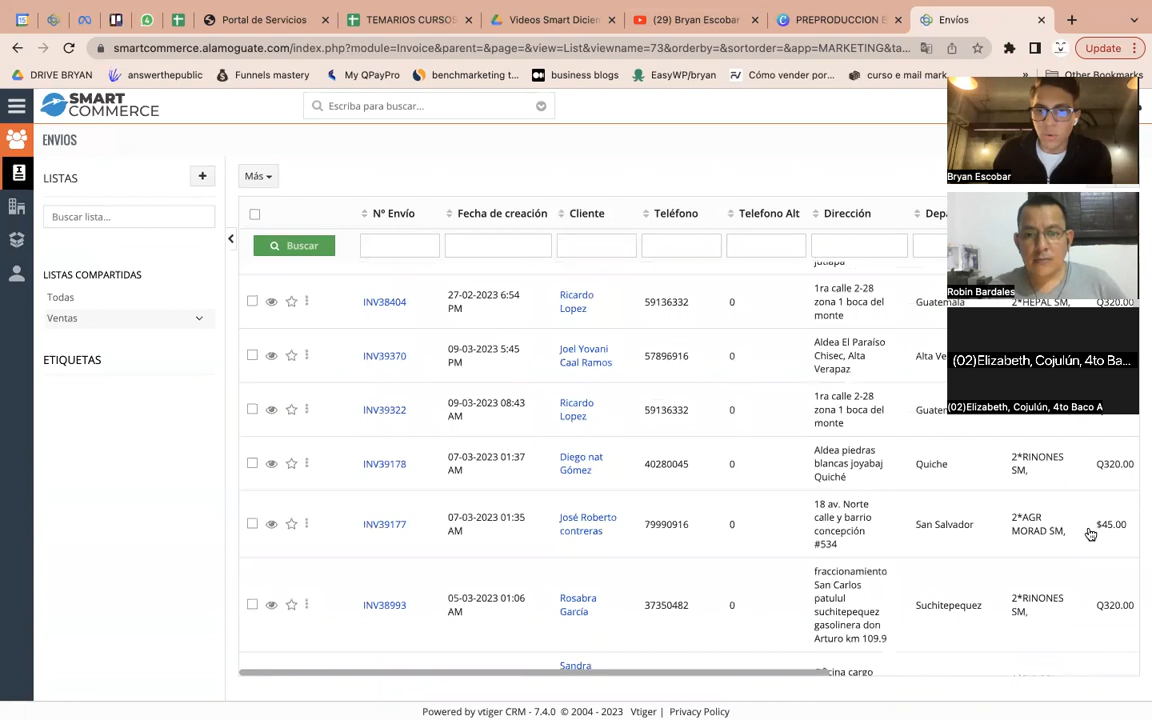 Portal de Servicios
TEMARIOS CURSOS
Videos Smart Dicien
(29) Bryan Escobar
PREPRODUCCION E
Envíos
smartcommerce.alamoguate.com/index.php?module=Invoice&parent=&page=&view=List&viewname=73&orderby=&sortorder=&app=MARKETING&ta...
Update
DRIVE BRYAN
answerthepublic
Funnels mastery
My QPayPro
benchmarketing t...
business blogs
EasyWP/bryan
Cómo vender por...
curso e mail mark
»
Other Bookmarks
SMART
COMMERCE
Escriba para buscar...
ENVIOS
Bryan Escobar
LISTAS
+
Más
Buscar lista...
Nº Envío
Fecha de creación
Cliente
Teléfono
Telefono Alt
Dirección
Depa
Buscar
LISTAS COMPARTIDAS
Todas
Ventas
ETIQUETAS
jutiapa
Robin Bardales
INV38404
27-02-2023 6:54
PM
Ricardo
Lopez
59136332
0
1ra calle 2-28
zona 1 boca del
monte
Guatemala
2*HEPAL SM,
Q320.00
INV39370
09-03-2023 5:45
PM
Joel Yovani
Caal Ramos
57896916
0
Aldea El Paraíso
Chisec, Alta
Verapaz
Alta Ve
(02)Elizabeth, Cojulún, 4to Ba...
(02)Elizabeth, Cojulún, 4to Baco A
INV39322
09-03-2023 08:43
AM
Ricardo
Lopez
59136332
0
1ra calle 2-28
zona 1 boca del
monte
Guaten
INV39178
07-03-2023 01:37
AM
Diego nat
Gómez
40280045
0
Aldea piedras
blancas joyabaj
Quiché
Quiche
2*RINONES
SM,
Q320.00
INV39177
07-03-2023 01:35
AM
José Roberto
contreras
79990916
0
18 av. Norte
calle y barrio
concepción
#534
San Salvador
2*AGR
MORAD SM,
$45.00
INV38993
05-03-2023 01:06
AM
Rosabra
García
37350482
0
fraccionamiento
San Carlos
patulul
suchitepequez
gasolinera don
Arturo km 109.9
Suchitepequez
2*RINONES
SM,
Q320.00
Sandra
oficina cargo
Powered by vtiger CRM - 7.4.0 © 2004 - 2023 Vtiger | Privacy Policy